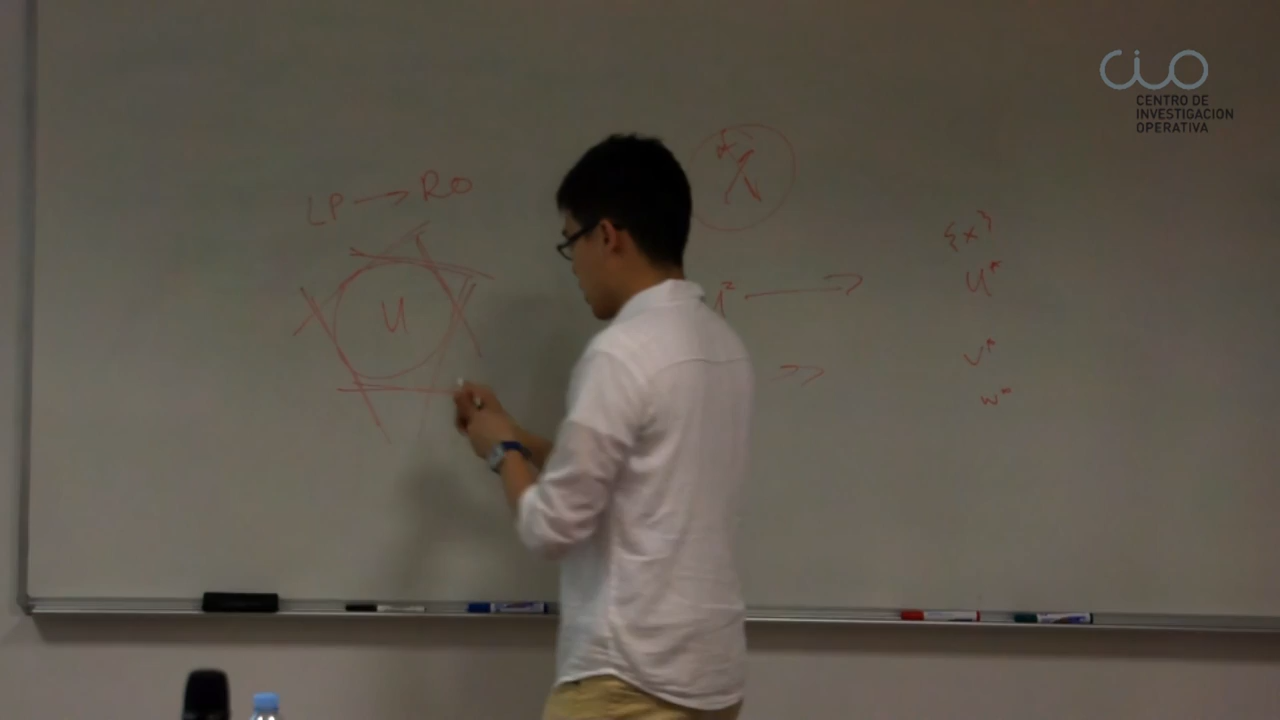 CIO
CENTRO DE
INVESTIGACION
OPERATIVA
LP → RO
U
λ
{x}
u*
v*
w*